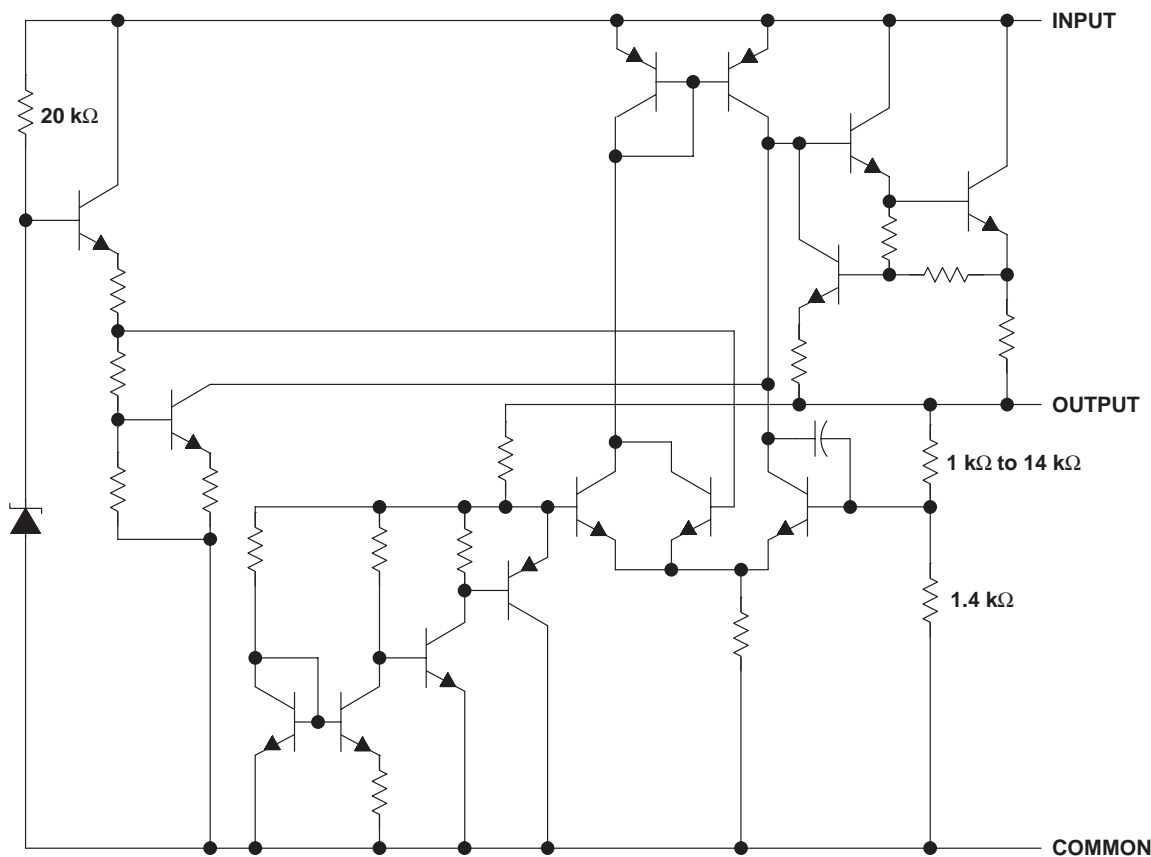 INPUT
20 kΩ
OUTPUT
1 kΩ to 14 kΩ
1.4 kΩ
COMMON